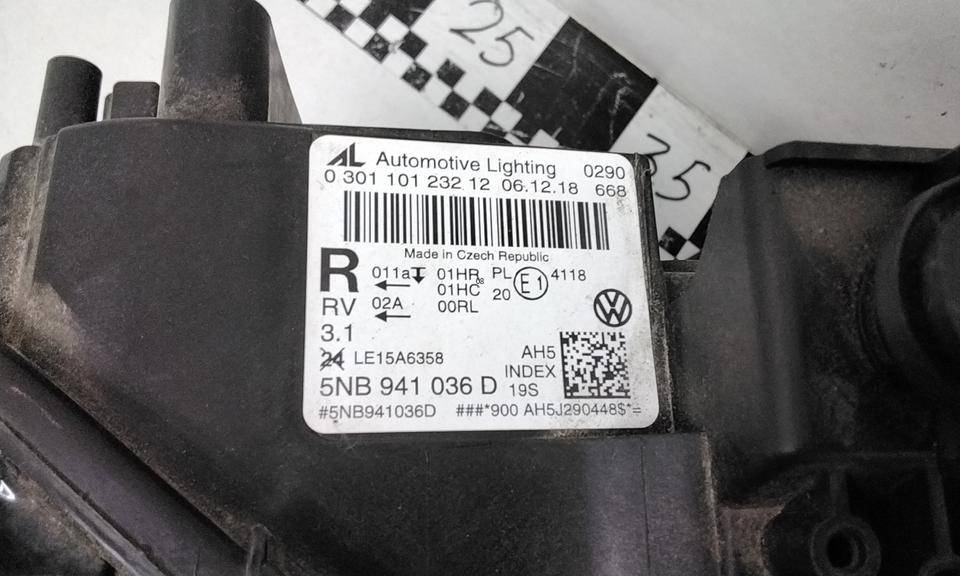 25
35
AL Automotive Lighting 0290
0 301 101 232 12 06.12.18 668
Made in Czech Republic
R 011a 01HR PL E1 4118
01HC 20
RV 02A 00RL
3.1
24 LE15A6358 AH5
INDEX
5NB 941 036 D 19S
#5NB941036D ###*900 AH5J290448$*=